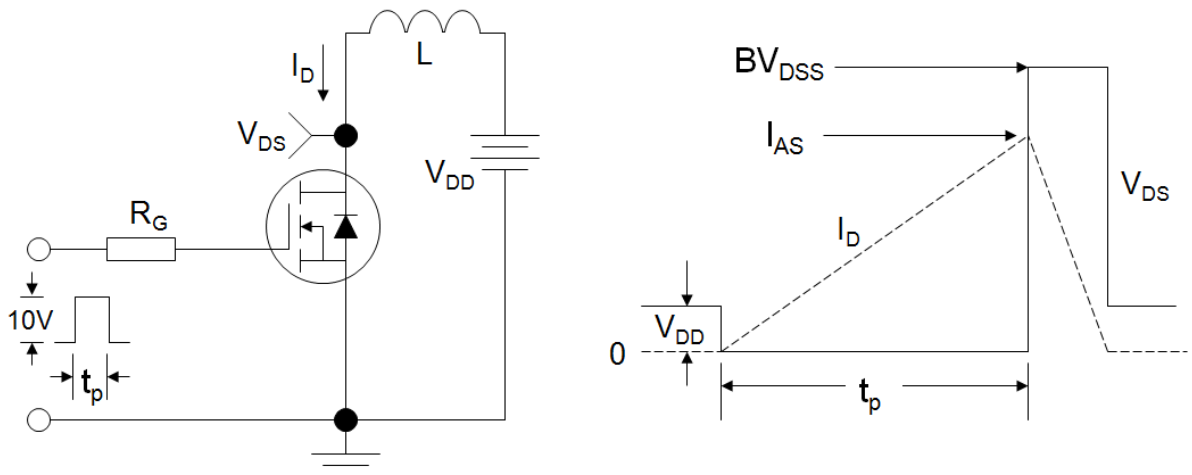 I_D
L
V_DS
V_DD
R_G
10V
t_p
BV_DSS
I_AS
I_D
V_DS
V_DD
0
t_p